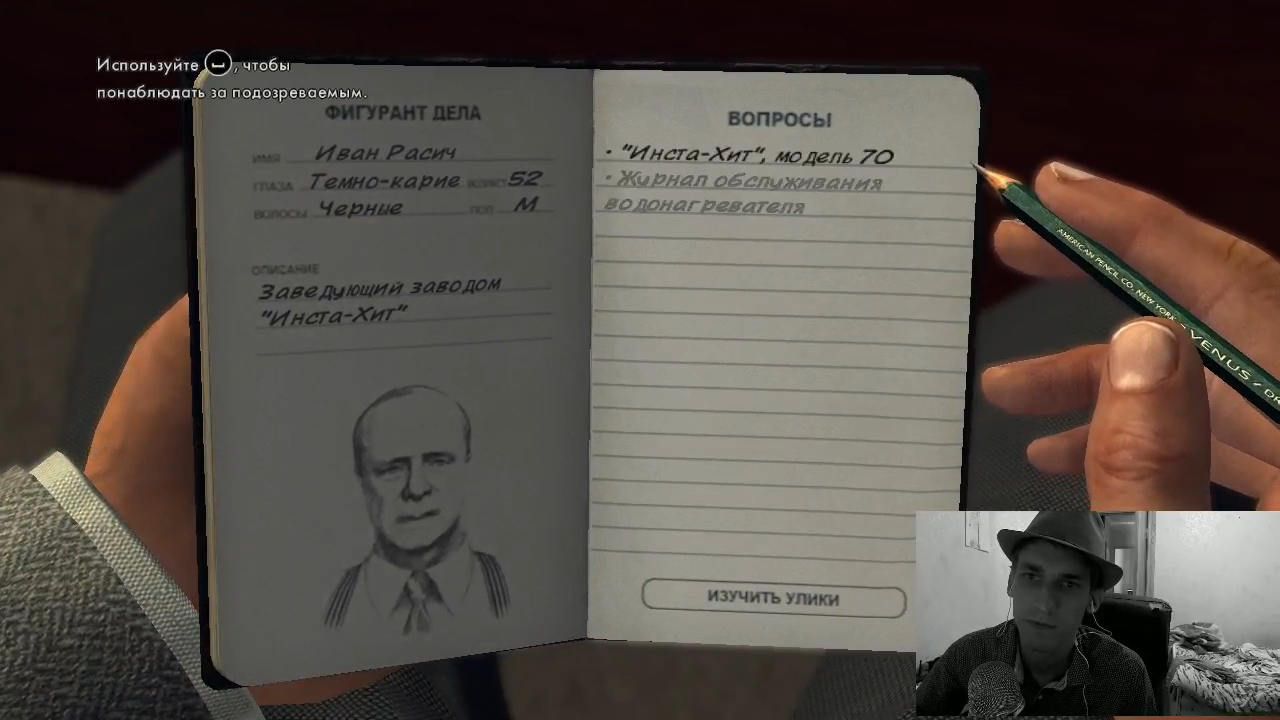 Используйте, чтобы
понаблюдать за подозреваемым.
ФИГУРАНТ ДЕЛА
ИМЯ Иван Расич
ГЛАЗА Темно-карие ВОЗРАСТ 52
ВОЛОСЫ Черные ПОЛ М
ОПИСАНИЕ
Заведующий заводом
"Инста-Хит"
ВОПРОСЫ
• "Инста-Хит", модель 70
• Журнал обслуживания
водонагревателя
ИЗУЧИТЬ УЛИКИ
AMERICAN PENCIL CO. NEW YORK VENUS / DR